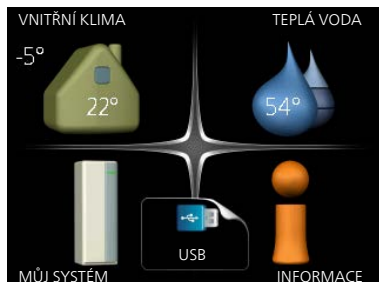 VNITŘNÍ KLIMA
TEPLÁ VODA
-5°
22°
54°
USB
MŮJ SYSTÉM
INFORMACE